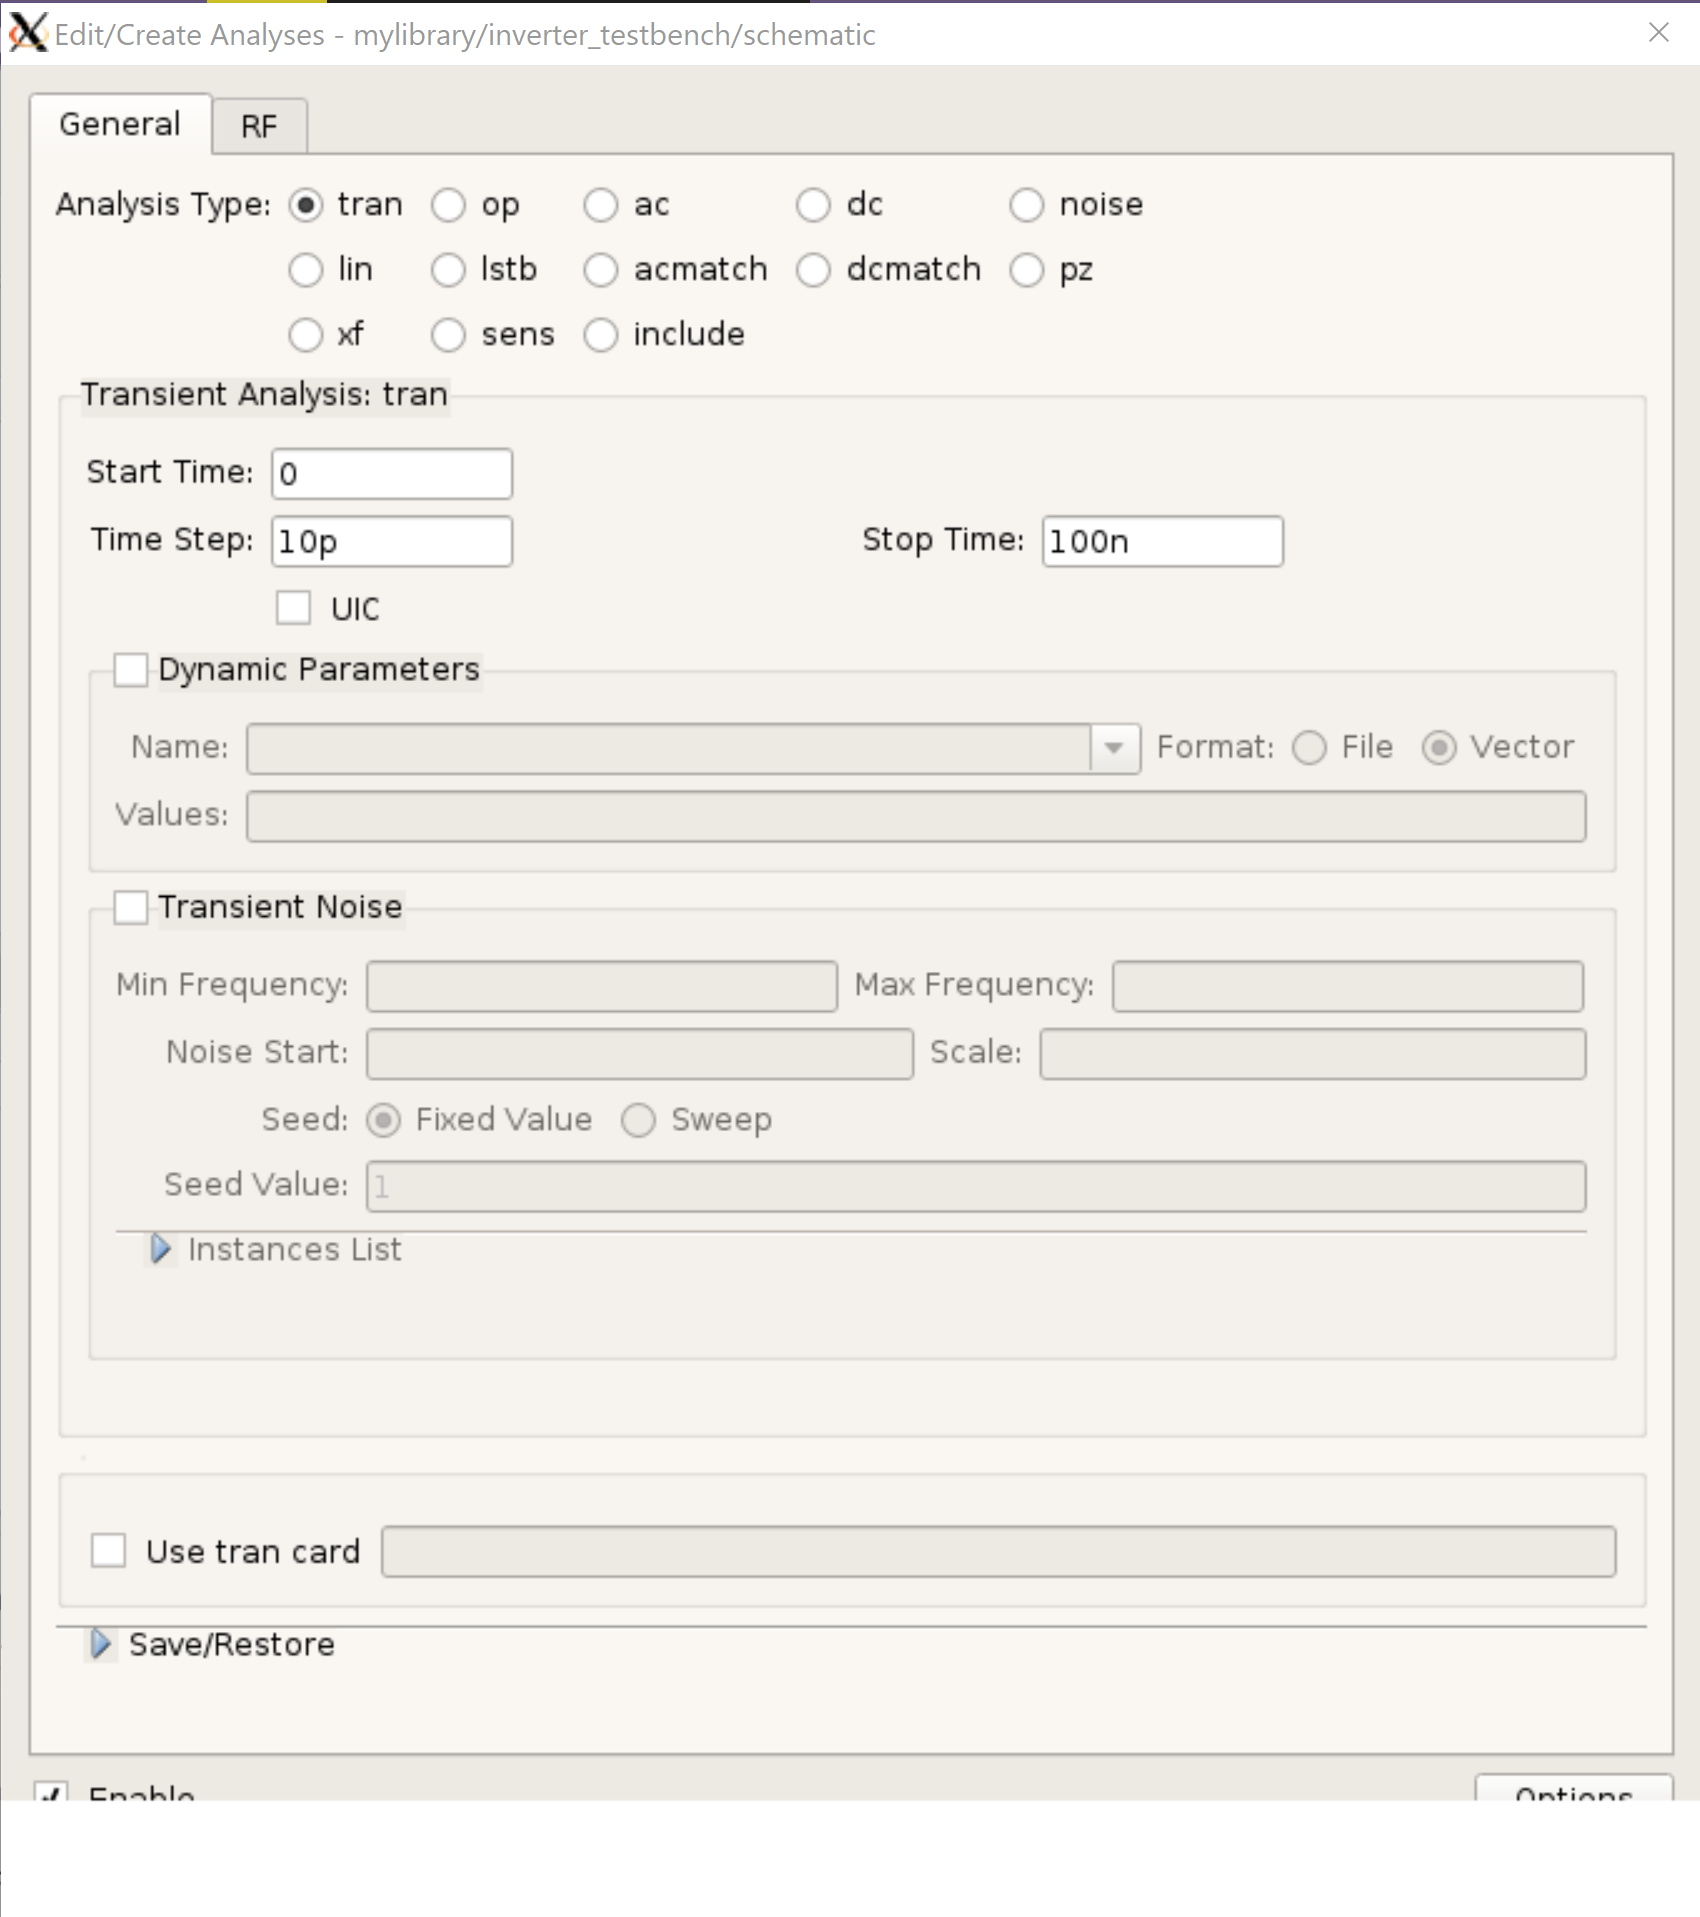 Edit/Create Analyses - mylibrary/inverter_testbench/schematic
General RF
Analysis Type: tran op ac dc noise
lin lstb acmatch dcmatch pz
xf sens include
Transient Analysis: tran
Start Time: 0
Time Step: 10p Stop Time: 100n
UIC
Dynamic Parameters
Name: Format: File Vector
Values:
Transient Noise
Min Frequency: Max Frequency:
Noise Start: Scale:
Seed: Fixed Value Sweep
Seed Value: 1
Instances List
Use tran card
Save/Restore
Enable Options